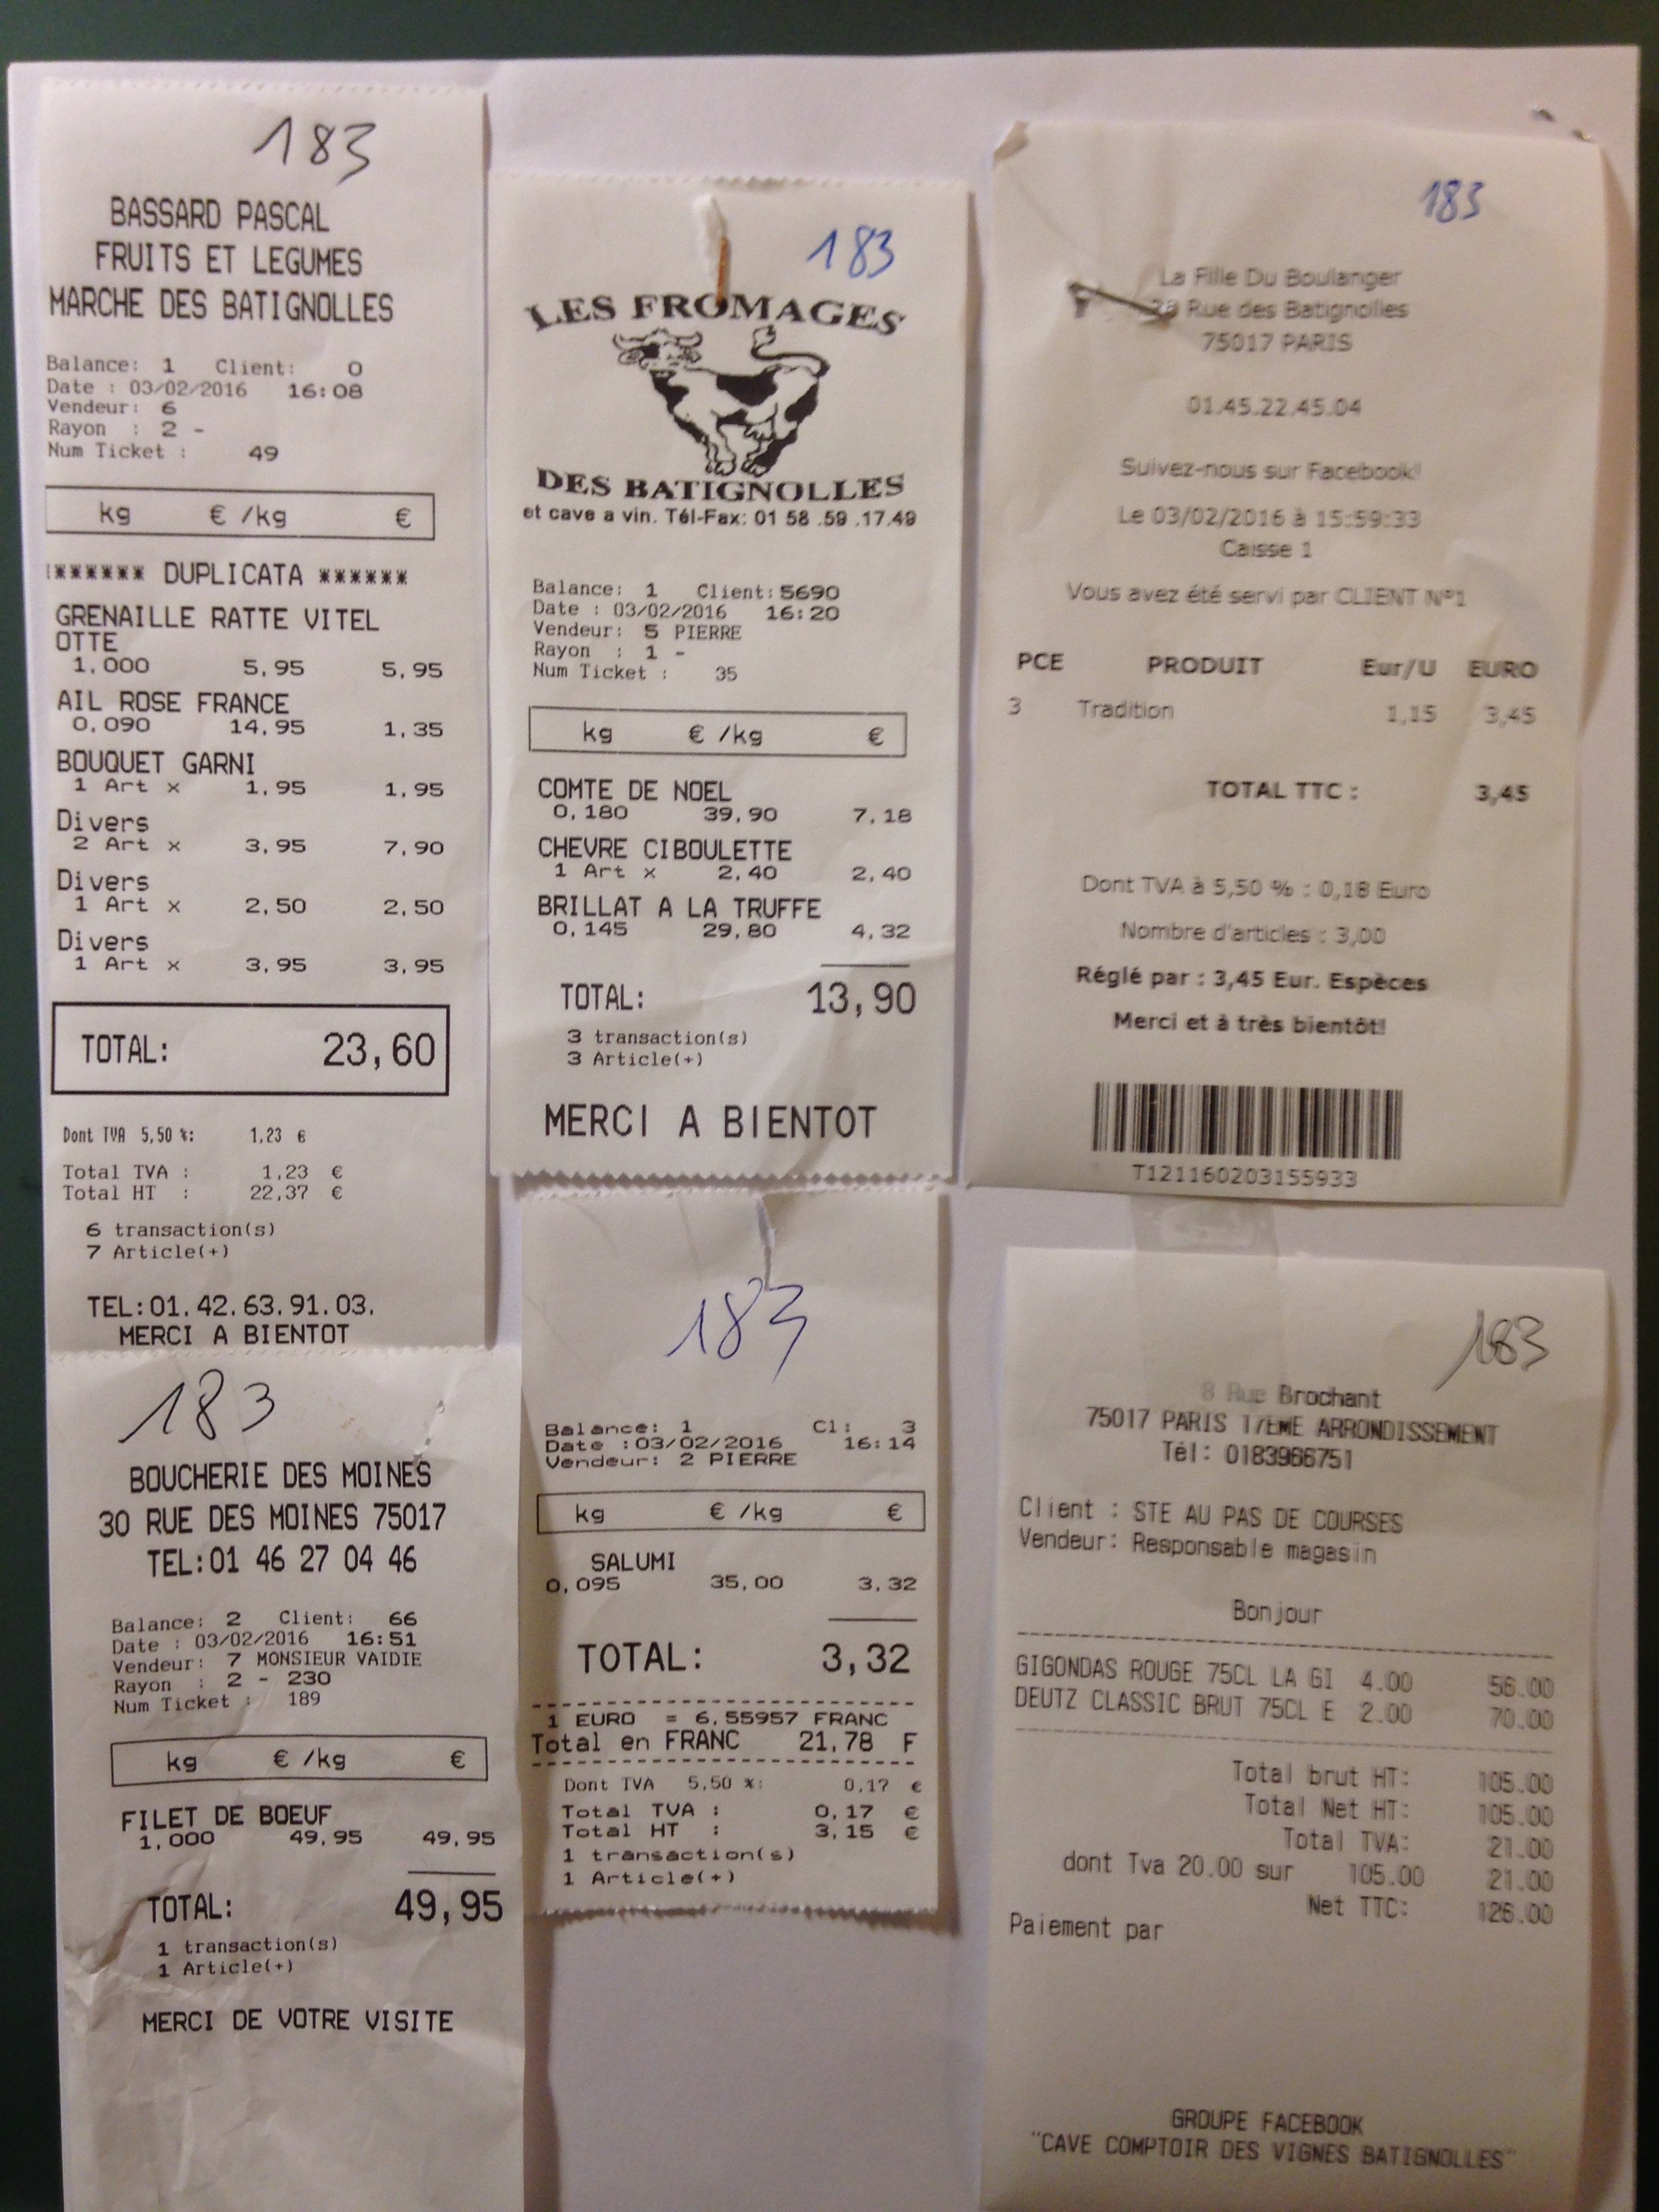 183
BASSARD PASCAL
FRUITS ET LEGUMES
MARCHE DES BATIGNOLLES
Balance: 1 Client: 0
Date : 03/02/2016 16:08
Vendeur: 6
Rayon : 2 -
Num Ticket : 49
kg € /kg €
****** DUPLICATA ******
GRENAILLE RATTE VITEL
OTTE
1,000 5,95 5,95
AIL ROSE FRANCE
0,090 14,95 1,35
BOUQUET GARNI
1 Art x 1,95 1,95
Divers
2 Art x 3,95 7,90
Divers
1 Art x 2,50 2,50
Divers
1 Art x 3,95 3,95
TOTAL: 23,60
Dont TVA 5,50 %: 1,23 €
Total TVA : 1,23 €
Total HT : 22,37 €
6 transaction(s)
7 Article(+)
TEL:01.42.63.91.03.
MERCI A BIENTOT
183
LES FROMAGES
DES BATIGNOLLES
et cave a vin. Tél-Fax: 01 58 .59 .17.49
Balance: 1 Client:5690
Date : 03/02/2016 16:20
Vendeur: 5 PIERRE
Rayon : 1 -
Num Ticket : 35
kg € /kg €
COMTE DE NOEL
0,180 39,90 7,18
CHEVRE CIBOULETTE
1 Art x 2,40 2,40
BRILLAT A LA TRUFFE
0,145 29,80 4,32
TOTAL: 13,90
3 transaction(s)
3 Article(+)
MERCI A BIENTOT
183
La Fille Du Boulanger
Rue des Batignolles
75017 PARIS
01.45.22.45.04
Suivez-nous sur Facebook!
Le 03/02/2016 à 15:59:33
Caisse 1
Vous avez été servi par CLIENT N°1
PCE PRODUIT Eur/U EURO
3 Tradition 1,15 3,45
TOTAL TTC : 3,45
Dont TVA à 5,50 % : 0,18 Euro
Nombre d'articles : 3,00
Réglé par : 3,45 Eur. Espèces
Merci et à très bientôt!
T121160203155933
183
BOUCHERIE DES MOINES
30 RUE DES MOINES 75017
TEL:01 46 27 04 46
Balance: 2 Client: 66
Date : 03/02/2016 16:51
Vendeur: 7 MONSIEUR VAIDIE
Rayon : 2 - 230
Num Ticket : 189
kg € /kg €
FILET DE BOEUF
1,000 49,95 49,95
TOTAL: 49,95
1 transaction(s)
1 Article(+)
MERCI DE VOTRE VISITE
183
Balance: 1 Cl: 3
Date :03/02/2016 16:14
Vendeur: 2 PIERRE
kg € /kg €
SALUMI
0,095 35,00 3,32
TOTAL: 3,32
1 EURO = 6,55957 FRANC
Total en FRANC 21,78 F
Dont TVA 5,50 %: 0,17 €
Total TVA : 0,17 €
Total HT : 3,15 €
1 transaction(s)
1 Article(+)
183
8 Rue Brochant
75017 PARIS 17EME ARRONDISSEMENT
Tél: 0183966751
Client : STE AU PAS DE COURSES
Vendeur: Responsable magasin
Bonjour
GIGONDAS ROUGE 75CL LA GI 4.00 56.00
DEUTZ CLASSIC BRUT 75CL E 2.00 70.00
Total brut HT: 105.00
Total Net HT: 105.00
Total TVA: 21.00
dont Tva 20.00 sur 105.00 21.00
Net TTC: 126.00
Paiement par
GROUPE FACEBOOK
"CAVE COMPTOIR DES VIGNES BATIGNOLLES"